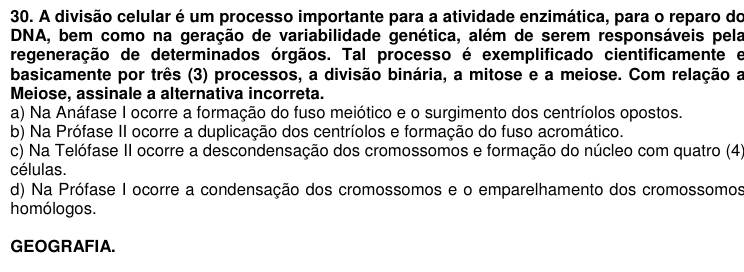 30. A divisão celular é um processo importante para a atividade enzimática, para o reparo do
DNA, bem como na geração de variabilidade genética, além de serem responsáveis pela
regeneração de determinados órgãos. Tal processo é exemplificado cientificamente e
basicamente por três (3) processos, a divisão binária, a mitose e a meiose. Com relação a
Meiose, assinale a alternativa incorreta.
a) Na Anáfase I ocorre a formação do fuso meiótico e o surgimento dos centríolos opostos.
b) Na Prófase II ocorre a duplicação dos centríolos e formação do fuso acromático.
c) Na Telófase II ocorre a descondensação dos cromossomos e formação do núcleo com quatro (4)
células.
d) Na Prófase I ocorre a condensação dos cromossomos e o emparelhamento dos cromossomos
homólogos.
GEOGRAFIA.